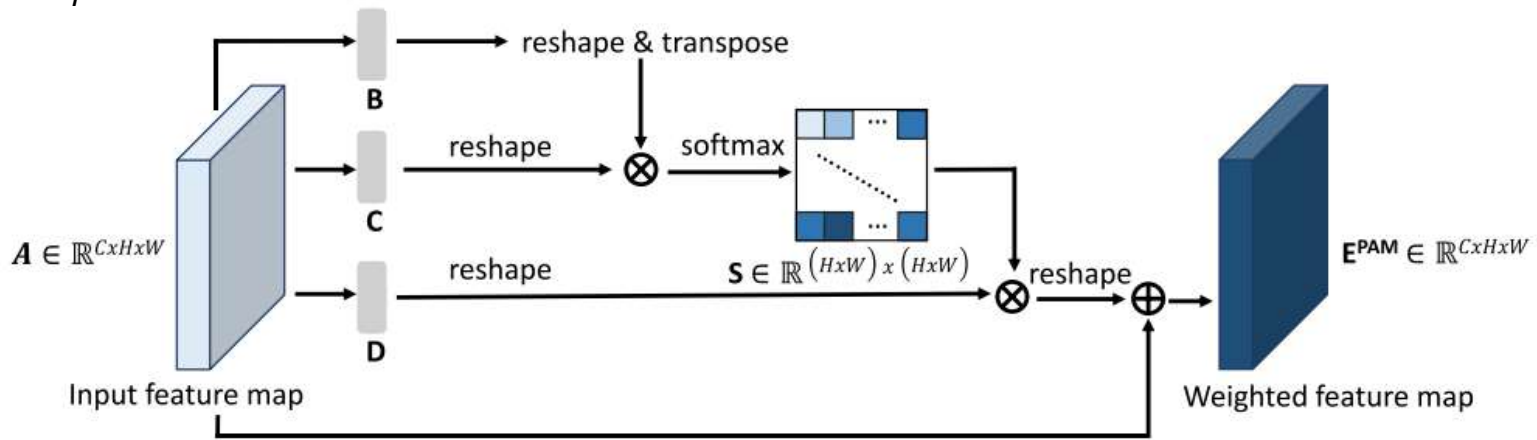 reshape & transpose
B
reshape
softmax
...
C
...
A ∈ ℝ^{CxHxW}
reshape
S ∈ ℝ^{(HxW) x (HxW)}
reshape
E^{PAM} ∈ ℝ^{CxHxW}
D
Input feature map
Weighted feature map